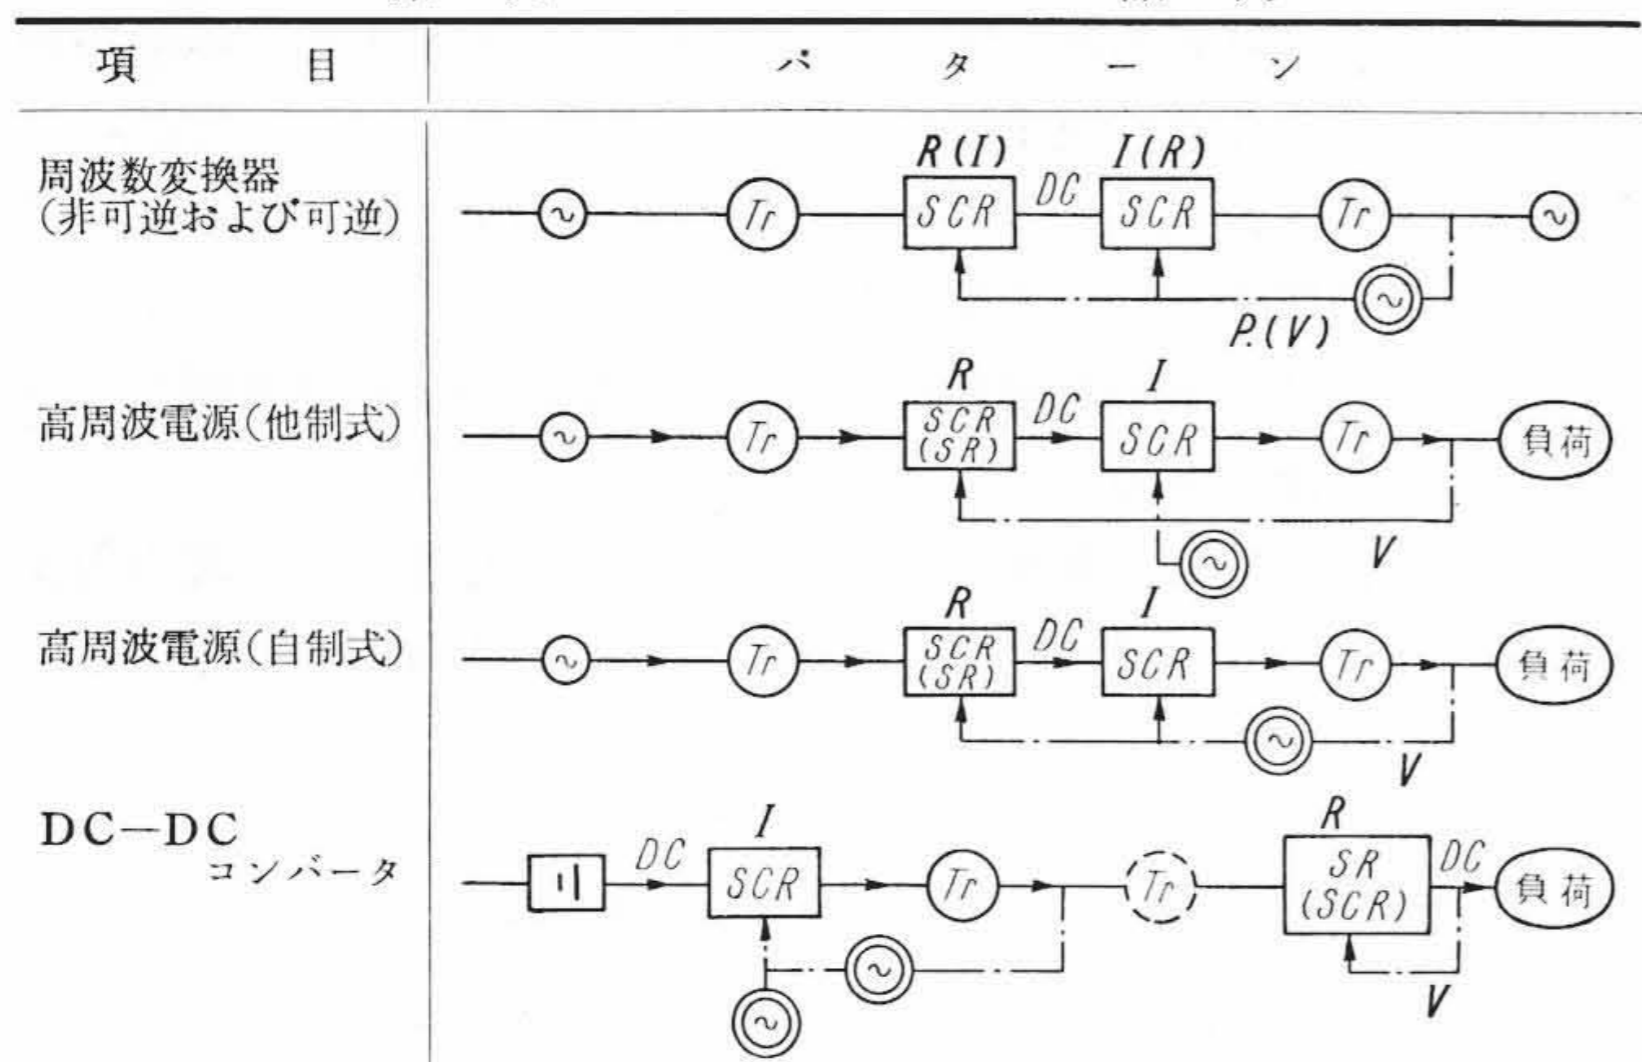 項目
パターン
周波数変換器
(非可逆および可逆)
R(I) I(R)
Tr SCR DC SCR Tr
P.(V)
高周波電源(他制式)
R I
Tr SCR (SR) DC SCR Tr 負荷
V
高周波電源(自制式)
R I
Tr SCR (SR) DC SCR Tr 負荷
V
DC—DC
コンバータ
I R
DC SCR Tr Tr SR (SCR) DC 負荷
V